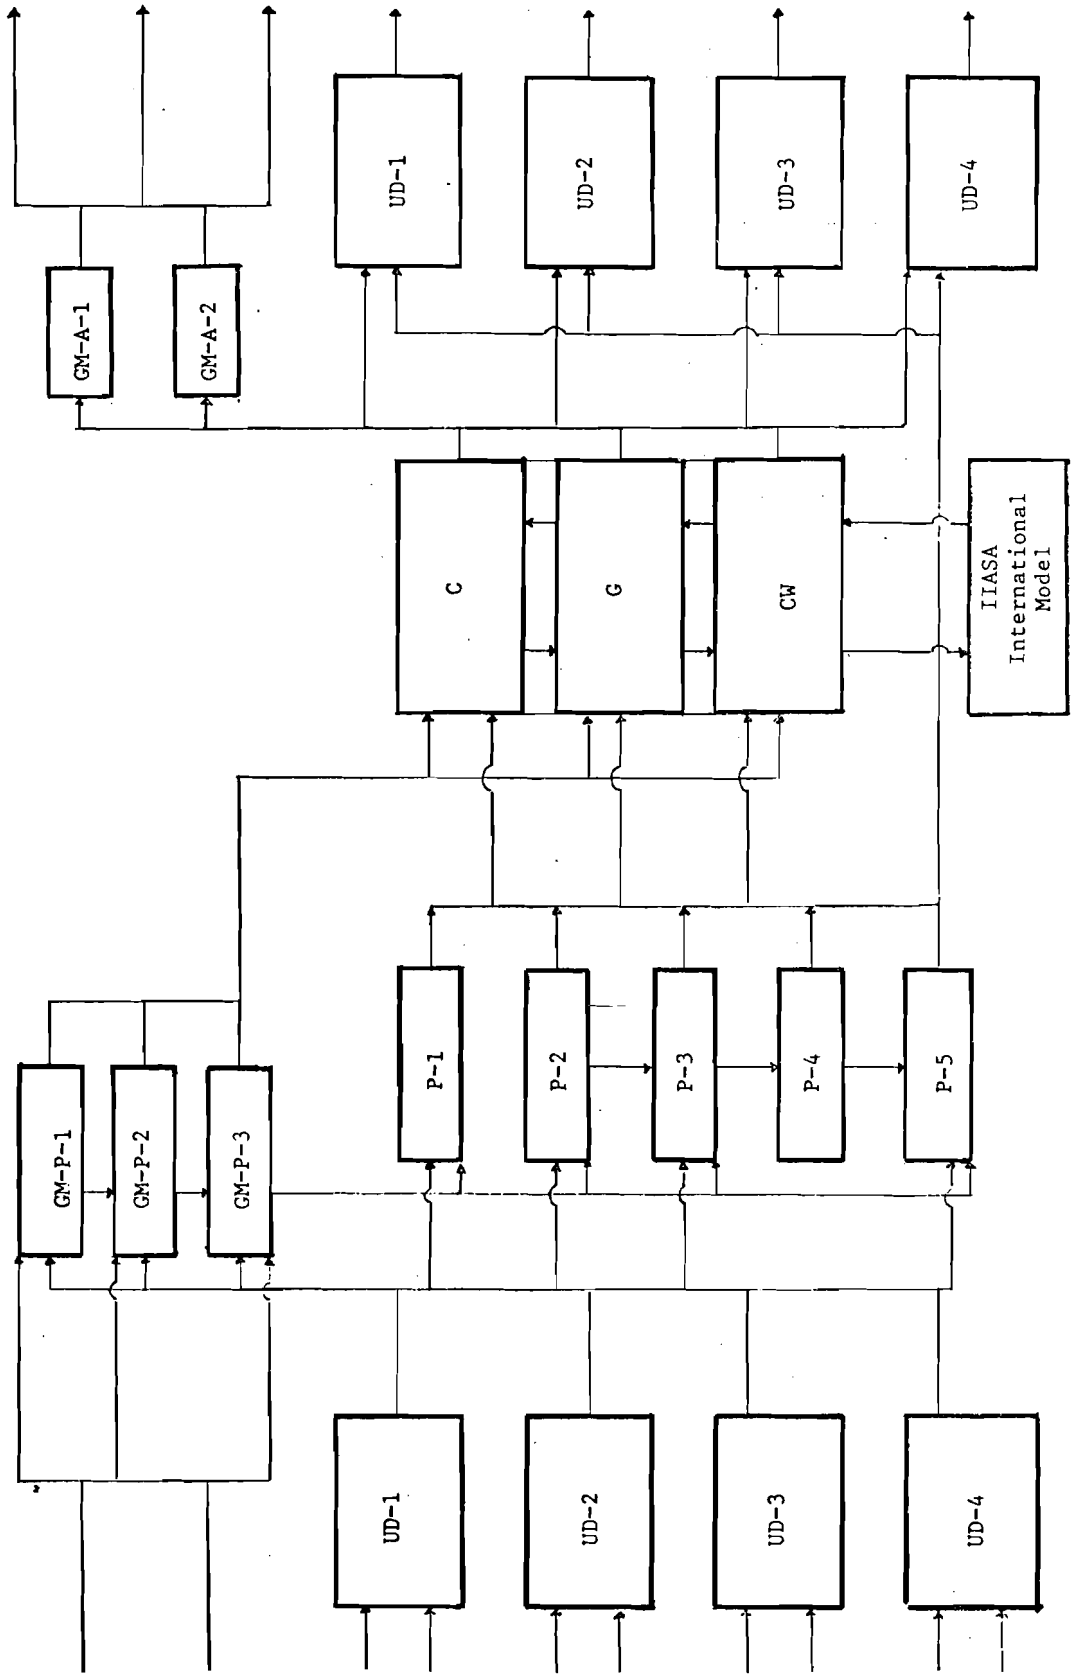 GM-A-1
GM-A-2
UD-1
UD-2
UD-3
UD-4
C
G
CW
IIASA
International
Model
GM-P-1
GM-P-2
GM-P-3
P-1
P-2
P-3
P-4
P-5
UD-1
UD-2
UD-3
UD-4